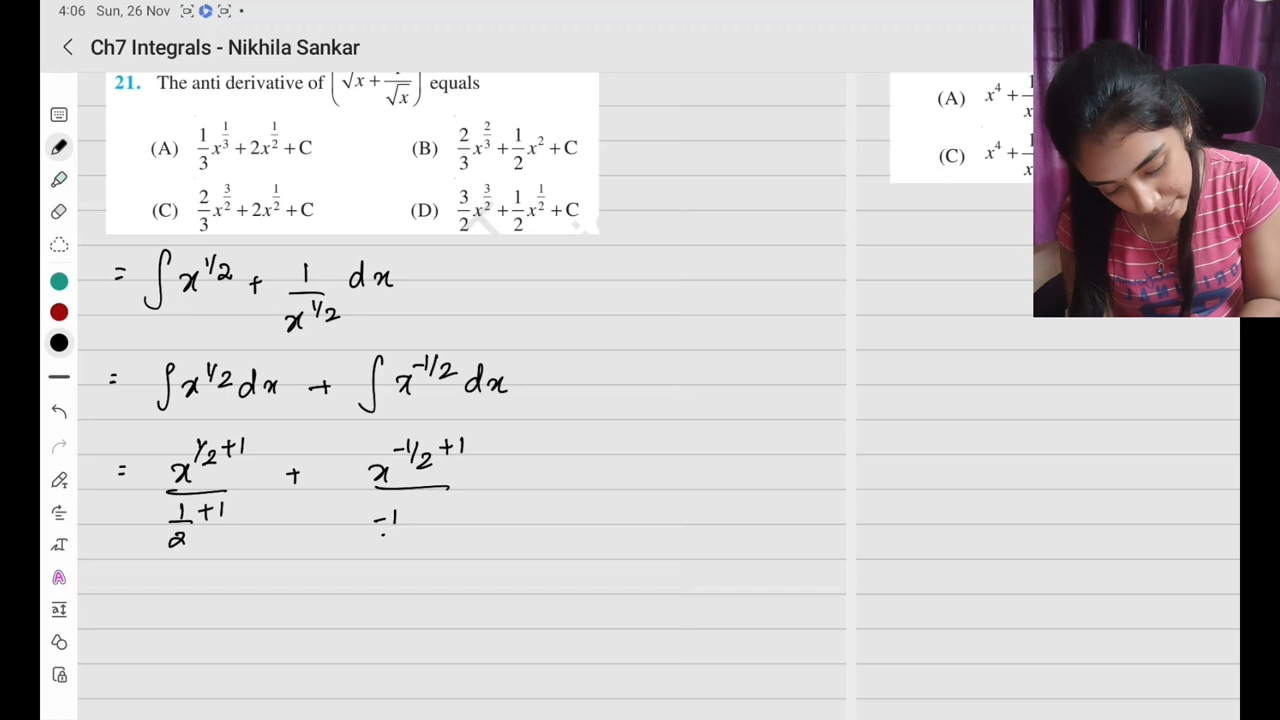 4:06 Sun, 26 Nov
Ch7 Integrals - Nikhila Sankar
21. The anti derivative of (√x + 1/√x) equals
(A) 1/3 x^(1/3) + 2x^(1/2) + C (B) 2/3 x^(2/3) + 1/2 x^2 + C
(C) 2/3 x^(3/2) + 2x^(1/2) + C (D) 3/2 x^(3/2) + 1/2 x^(1/2) + C
(A) x^4 + 1/x
(C) x^4 + 1/x
= ∫ x^(1/2) + 1/x^(1/2) dx
= ∫ x^(1/2) dx + ∫ x^(-1/2) dx
= x^(1/2 + 1)/(1/2 + 1) + x^(-1/2 + 1)/-1